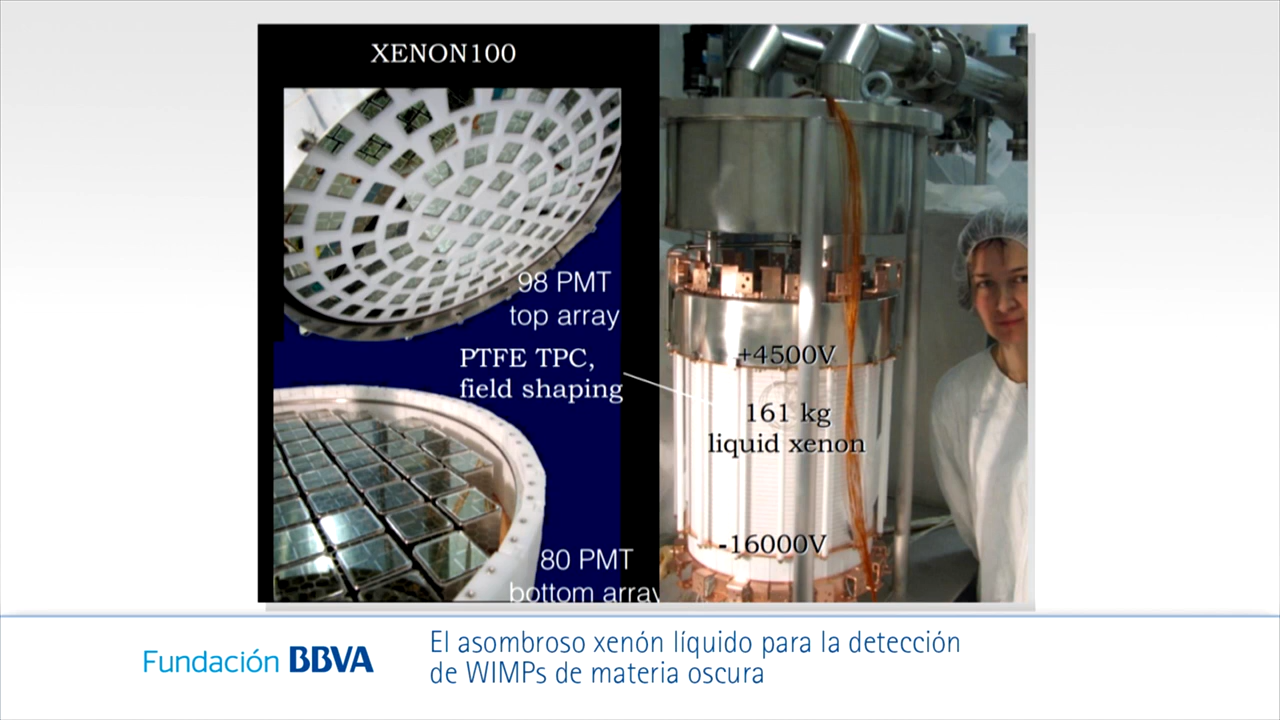 XENON100
98 PMT
top array
PTFE TPC,
field shaping
80 PMT
bottom array
+4500V
161 kg
liquid xenon
-16000V
Fundación BBVA
El asombroso xenón líquido para la detección
de WIMPs de materia oscura